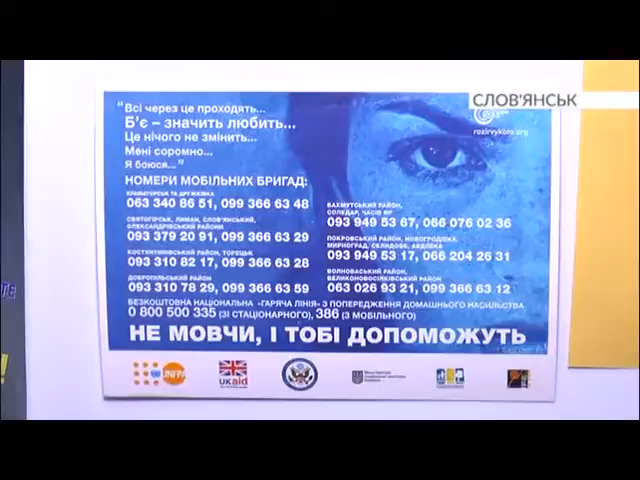 СЛОВ'ЯНСЬК
"Всі через це проходять...
Б'є – значить любить...
Це нічого не змінить...
Мені соромно...
Я боюся..."
rozirvykolo.org
НОМЕРИ МОБІЛЬНИХ БРИГАД:
КРАМАТОРСЬК ТА ДРУЖКІВКА
063 340 86 51, 099 366 63 48
СВЯТОГІРСЬК, ЛИМАН, СЛОВ'ЯНСЬКИЙ,
ОЛЕКСАНДРІВСЬКИЙ РАЙОНИ
093 379 20 91, 099 366 63 29
КОСТЯНТИНІВСЬКИЙ РАЙОН, ТОРЕЦЬК
093 310 82 17, 099 366 63 28
ДОБРОПІЛЬСЬКИЙ РАЙОН
093 310 78 29, 099 366 63 59
БАХМУТСЬКИЙ РАЙОН,
СОЛЕДАР, ЧАСІВ ЯР
093 949 53 67, 066 076 02 36
ПОКРОВСЬКИЙ РАЙОН, НОВОГРОДІВКА,
МИРНОГРАД, СЕЛИДОВЕ, АВДІЇВКА
093 949 53 17, 066 204 26 31
ВОЛНОВАСЬКИЙ РАЙОН,
ВЕЛИКОНОВОСІЛКІВСЬКИЙ РАЙОН
063 026 93 21, 099 366 63 12
БЕЗКОШТОВНА НАЦІОНАЛЬНА «ГАРЯЧА ЛІНІЯ» З ПОПЕРЕДЖЕННЯ ДОМАШНЬОГО НАСИЛЬСТВА
0 800 500 335 (ЗІ СТАЦІОНАРНОГО), 386 (З МОБІЛЬНОГО)
НЕ МОВЧИ, І ТОБІ ДОПОМОЖУТЬ
UNFPA
UKaid